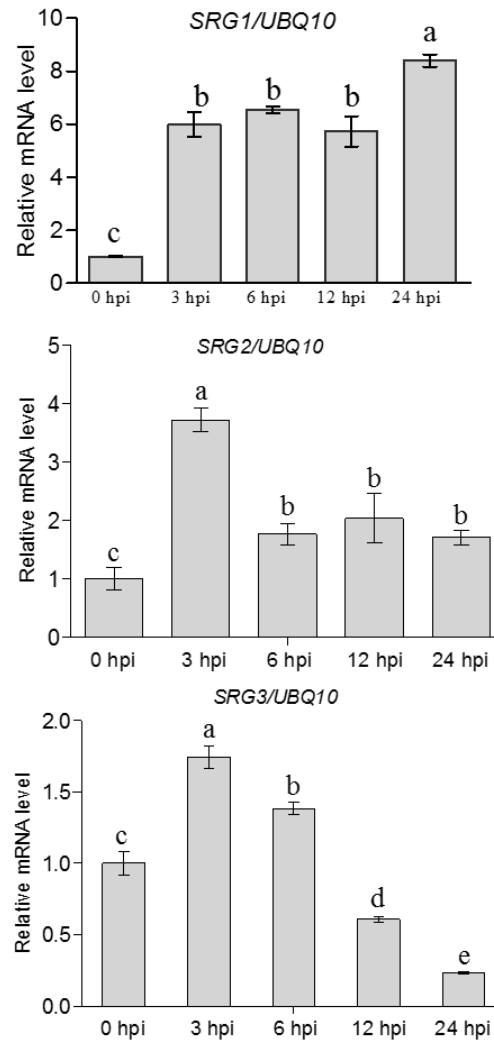 SRG1/UBQ10
Relative mRNA level
10
8
6
4
2
0
c
b
b
b
a
0 hpi 3 hpi 6 hpi 12 hpi 24 hpi
SRG2/UBQ10
Relative mRNA level
5
4
3
2
1
0
c
a
b
b
b
0 hpi 3 hpi 6 hpi 12 hpi 24 hpi
SRG3/UBQ10
Relative mRNA level
2.0
1.5
1.0
0.5
0.0
c
a
b
d
e
0 hpi 3 hpi 6 hpi 12 hpi 24 hpi